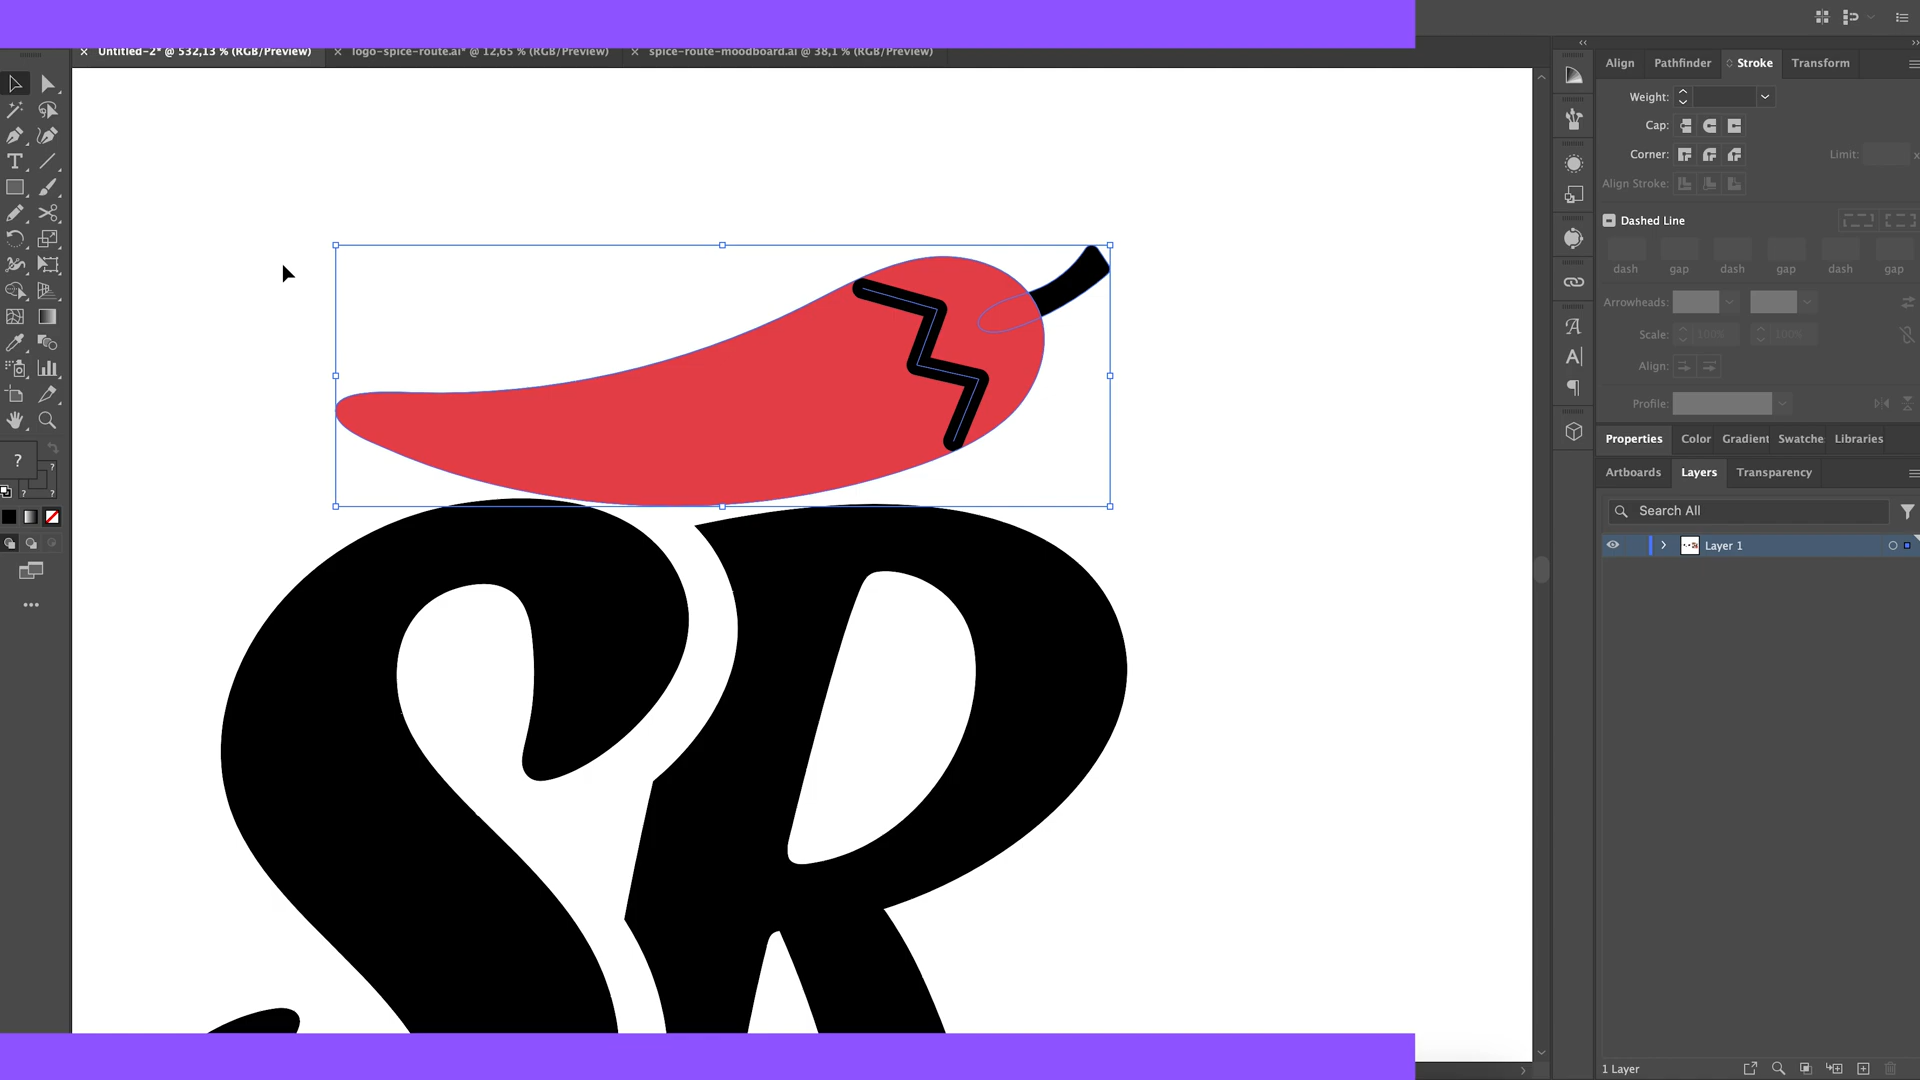 Untitled-2* @ 532,13 % (RGB/Preview)
logo-spice-route.ai* @ 12,65 % (RGB/Preview)
spice-route-moodboard.ai @ 38,1 % (RGB/Preview)
Align
Pathfinder
Stroke
Transform
Weight:
Cap:
Corner:
Limit:
x
Align Stroke:
Dashed Line
dash
gap
dash
gap
dash
gap
Arrowheads:
Scale:
100%
100%
Align:
Profile:
Properties
Color
Gradient
Swatche
Libraries
Artboards
Layers
Transparency
Search All
Layer 1
1 Layer
?
?
?
?
SR